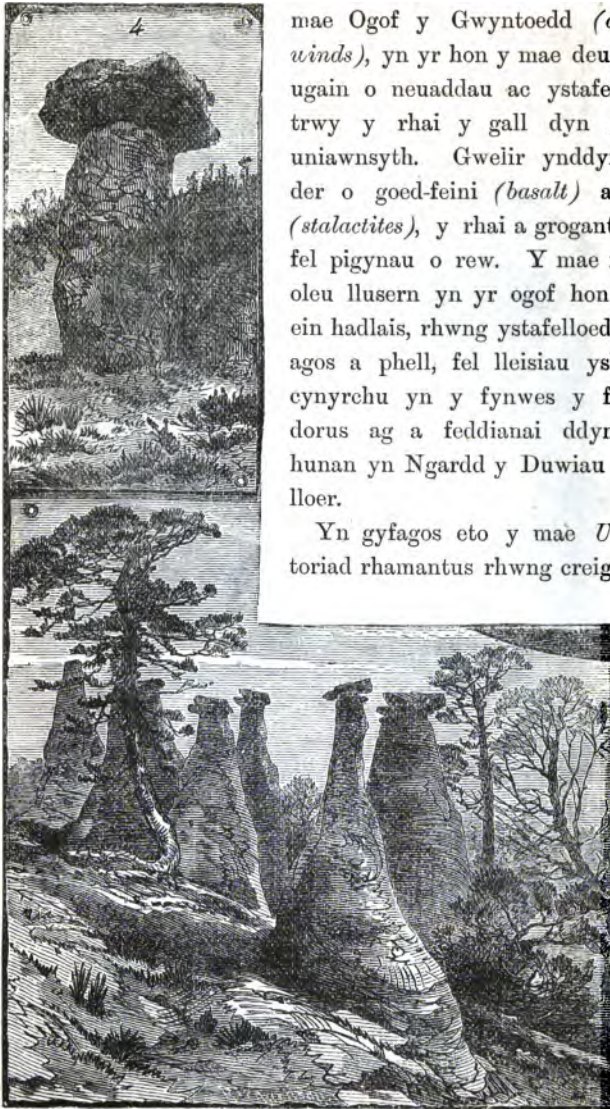 4
mae Ogof y Gwyntoedd
winds), yn yr hon y mae deu
ugain o neuaddau ac ystafe
trwy y rhai y gall dyn
uniawnsyth. Gwelir ynddy
der o goed-feini (basalt) a
(stalactites), y rhai a grogant
fel pigynau o rew. Y mae
oleu llusern yn yr ogof hon
ein hadlais, rhwng ystafelloed
agos a phell, fel lleisiau ys
cynyrchu yn y fynwes y f
dorus ag a feddianai ddyn
hunan yn Ngardd y Duwiau
lloer.
Yn gyfagos eto y mae U
toriad rhamantus rhwng creig